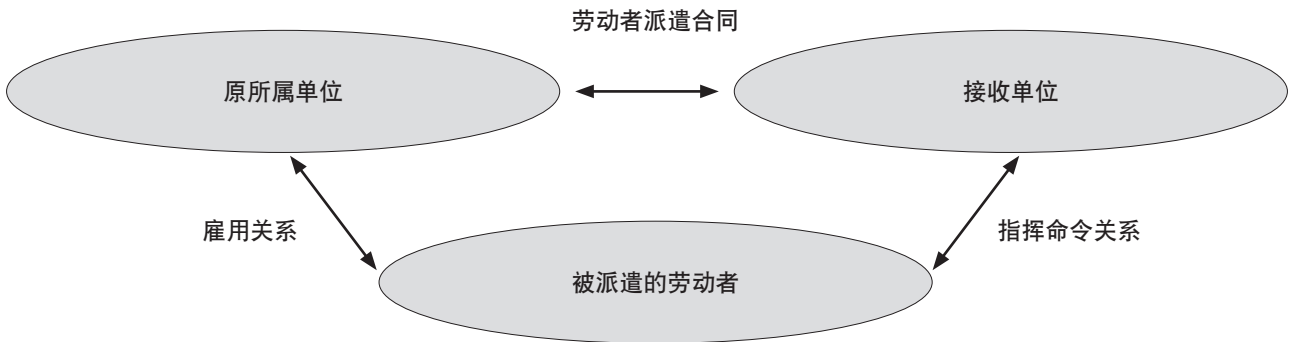 劳动者派遣合同
原所属单位
接收单位
雇用关系
指挥命令关系
被派遣的劳动者